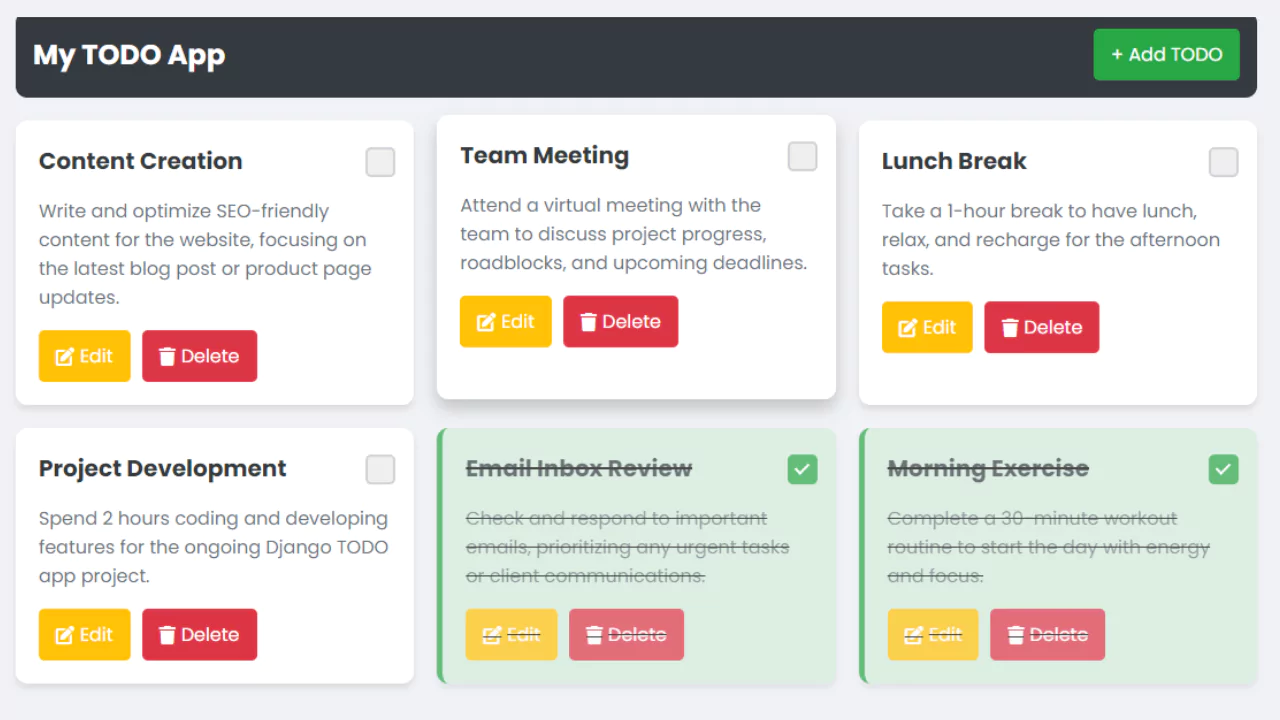 My TODO App
+ Add TODO
Content Creation
Write and optimize SEO-friendly
content for the website, focusing on
the latest blog post or product page
updates.
Edit
Delete
Team Meeting
Attend a virtual meeting with the
team to discuss project progress,
roadblocks, and upcoming deadlines.
Edit
Delete
Lunch Break
Take a 1-hour break to have lunch,
relax, and recharge for the afternoon
tasks.
Edit
Delete
Project Development
Spend 2 hours coding and developing
features for the ongoing Django TODO
app project.
Edit
Delete
Email Inbox Review
Check and respond to important
emails, prioritizing any urgent tasks
or client communications.
Edit
Delete
Morning Exercise
Complete a 30-minute workout
routine to start the day with energy
and focus.
Edit
Delete